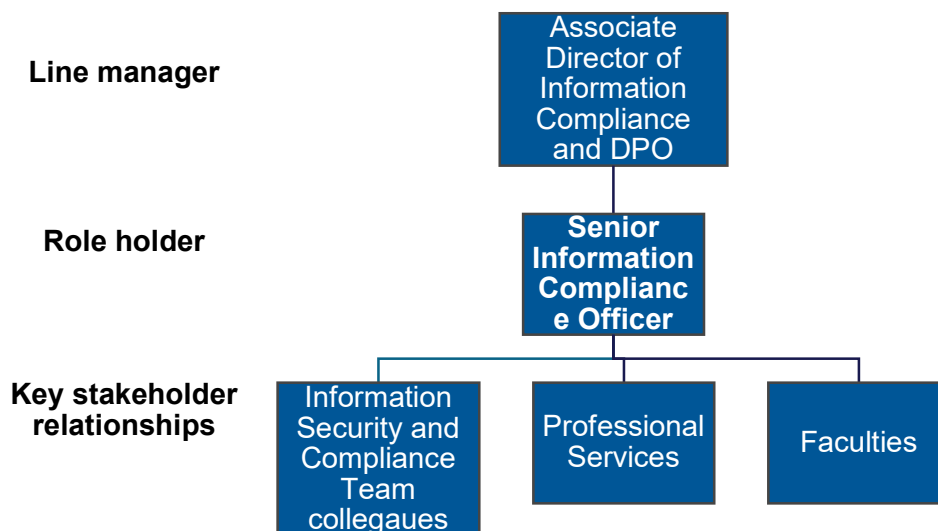 Line manager
Associate
Director of
Information
Compliance
and DPO
Role holder
Senior
Information
Complianc
e Officer
Key stakeholder
relationships
Information
Security and
Compliance
Team
collegaues
Professional
Services
Faculties